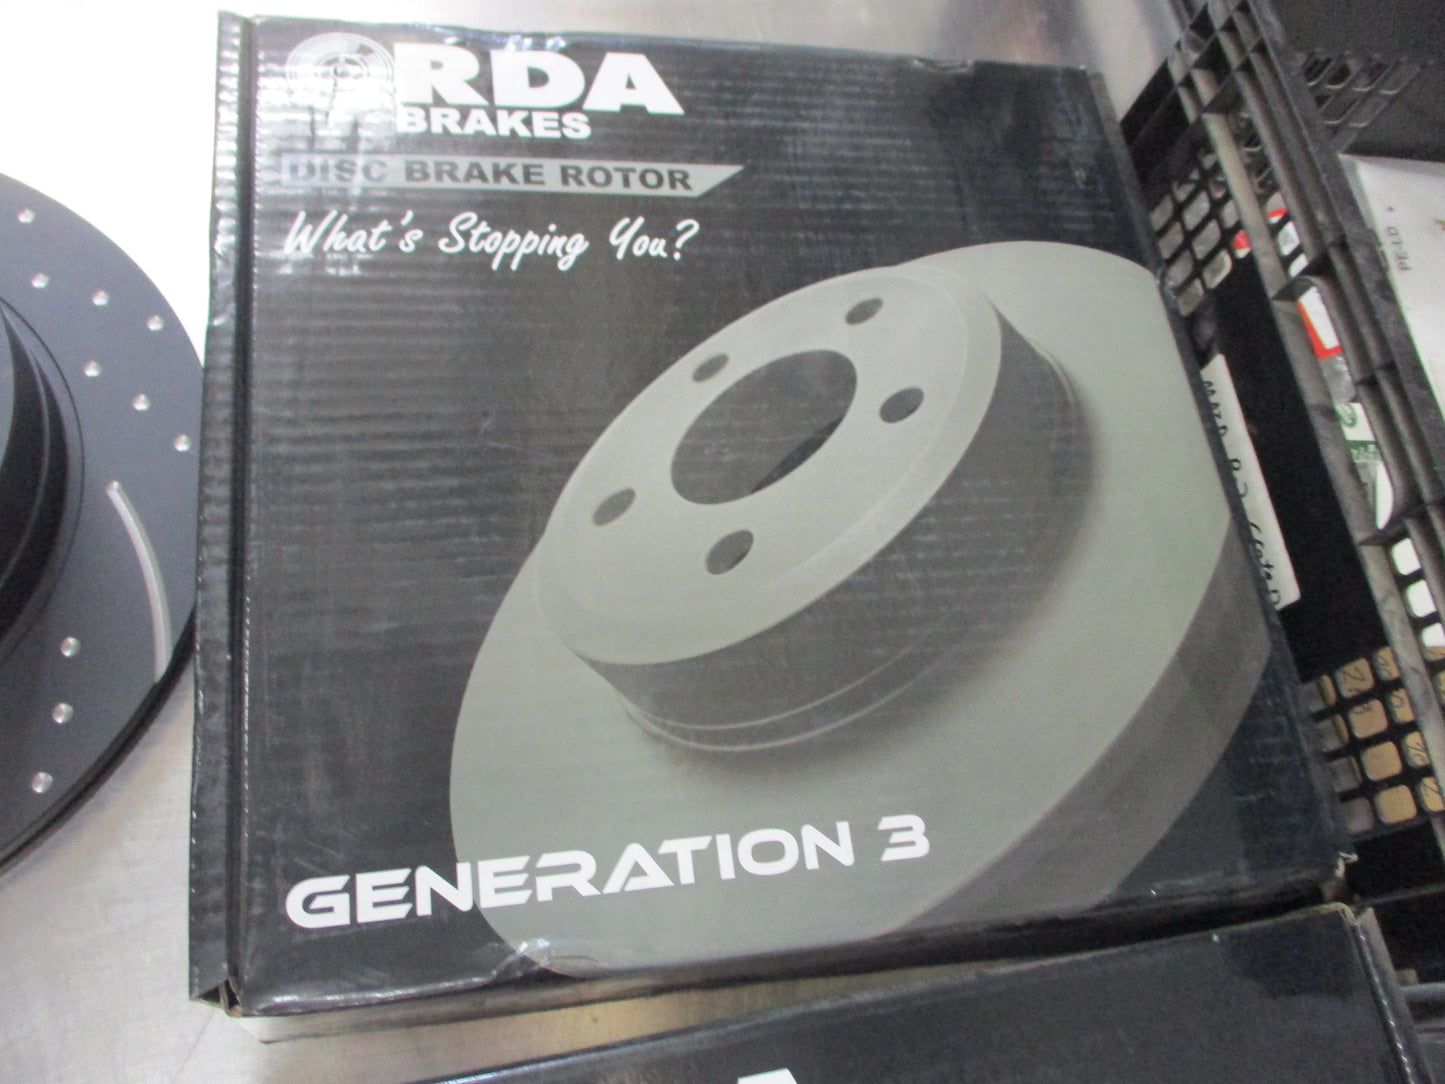 RDA
BRAKES
DISC BRAKE ROTOR
What's Stopping You?
GENERATION 3